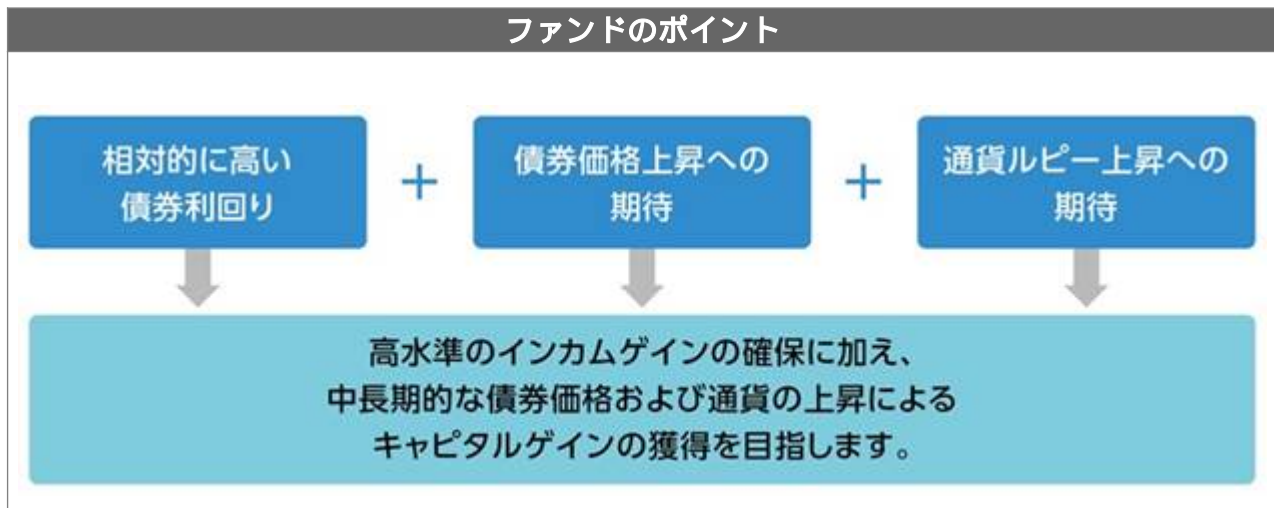 ファンドのポイント
相対的に高い
債券利回り
+
債券価格上昇への
期待
+
通貨ルピー上昇への
期待
高水準のインカムゲインの確保に加え、
中長期的な債券価格および通貨の上昇による
キャピタルゲインの獲得を目指します。